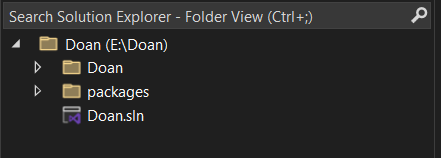 Search Solution Explorer - Folder View (Ctrl+;)
Doan (E:\Doan)
Doan
packages
Doan.sln